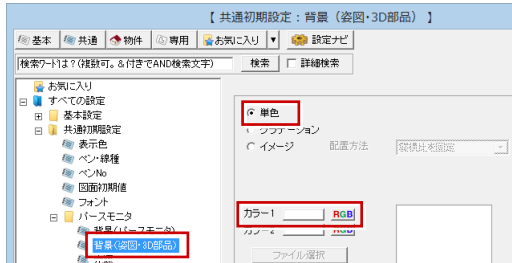 【 共通初期設定：背景（姿図･3D部品） 】
基本 共通 物件 専用 お気に入り ▼ 設定ナビ
検索ワードは？(複数可。＆付きでAND検索文字) 検索 詳細検索
お気に入り
すべての設定
基本設定
共通初期設定
表示色
ペン･線種
ペンNo
図面初期値
フォント
パースモニタ
背景(パースモニタ)
背景(姿図･3D部品)
単色
グラデーション
イメージ 配置方法 縦横比を固定
カラー1 RGB
カラー2 RGB
ファイル選択